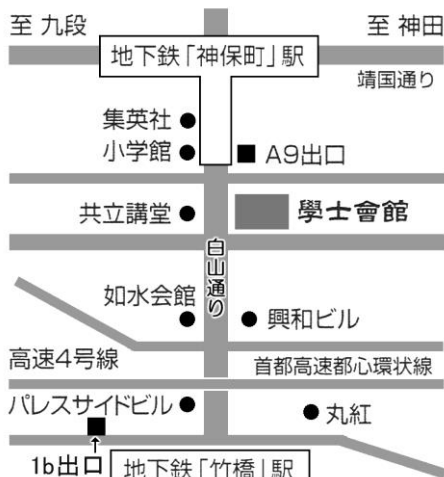 至 九段
至 神田
地下鉄「神保町」駅
靖国通り
集英社
小学館
A9出口
共立講堂
學士會館
白山通り
如水会館
興和ビル
高速4号線
首都高速都心環状線
パレスサイドビル
丸紅
1b出口
地下鉄「竹橋」駅